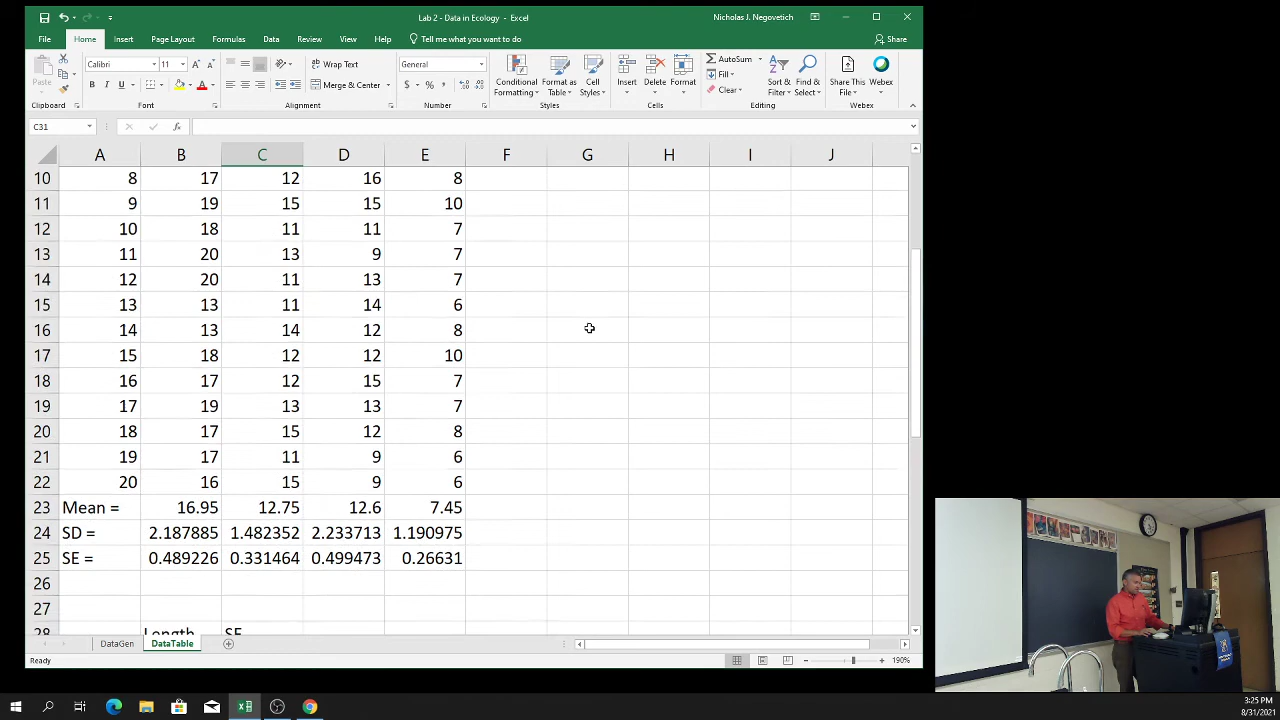 Lab 2 - Data in Ecology - Excel
Nicholas J. Negovetich
File Home Insert Page Layout Formulas Data Review View Help Tell me what you want to do Share
Paste Calibri 11 A A B I U A Wrap Text General Conditional Formatting Format as Table Cell Styles Insert Delete Format AutoSum Sort & Filter Find & Select Share This File Webex
Merge & Center $ % , Fill Clear
Clipboard Font Alignment Number Styles Cells Editing Webex
C31 fx
A B C D E F G H I J
10 8 17 12 16 8
11 9 19 15 15 10
12 10 18 11 11 7
13 11 20 13 9 7
14 12 20 11 13 7
15 13 13 11 14 6
16 14 13 14 12 8
17 15 18 12 12 10
18 16 17 12 15 7
19 17 19 13 13 7
20 18 17 15 12 8
21 19 17 11 9 6
22 20 16 15 9 6
23 Mean = 16.95 12.75 12.6 7.45
24 SD = 2.187885 1.482352 2.233713 1.190975
25 SE = 0.489226 0.331464 0.499473 0.26631
26
27
28 Length SE
DataGen DataTable
Ready 190%
3:25 PM
8/31/2021